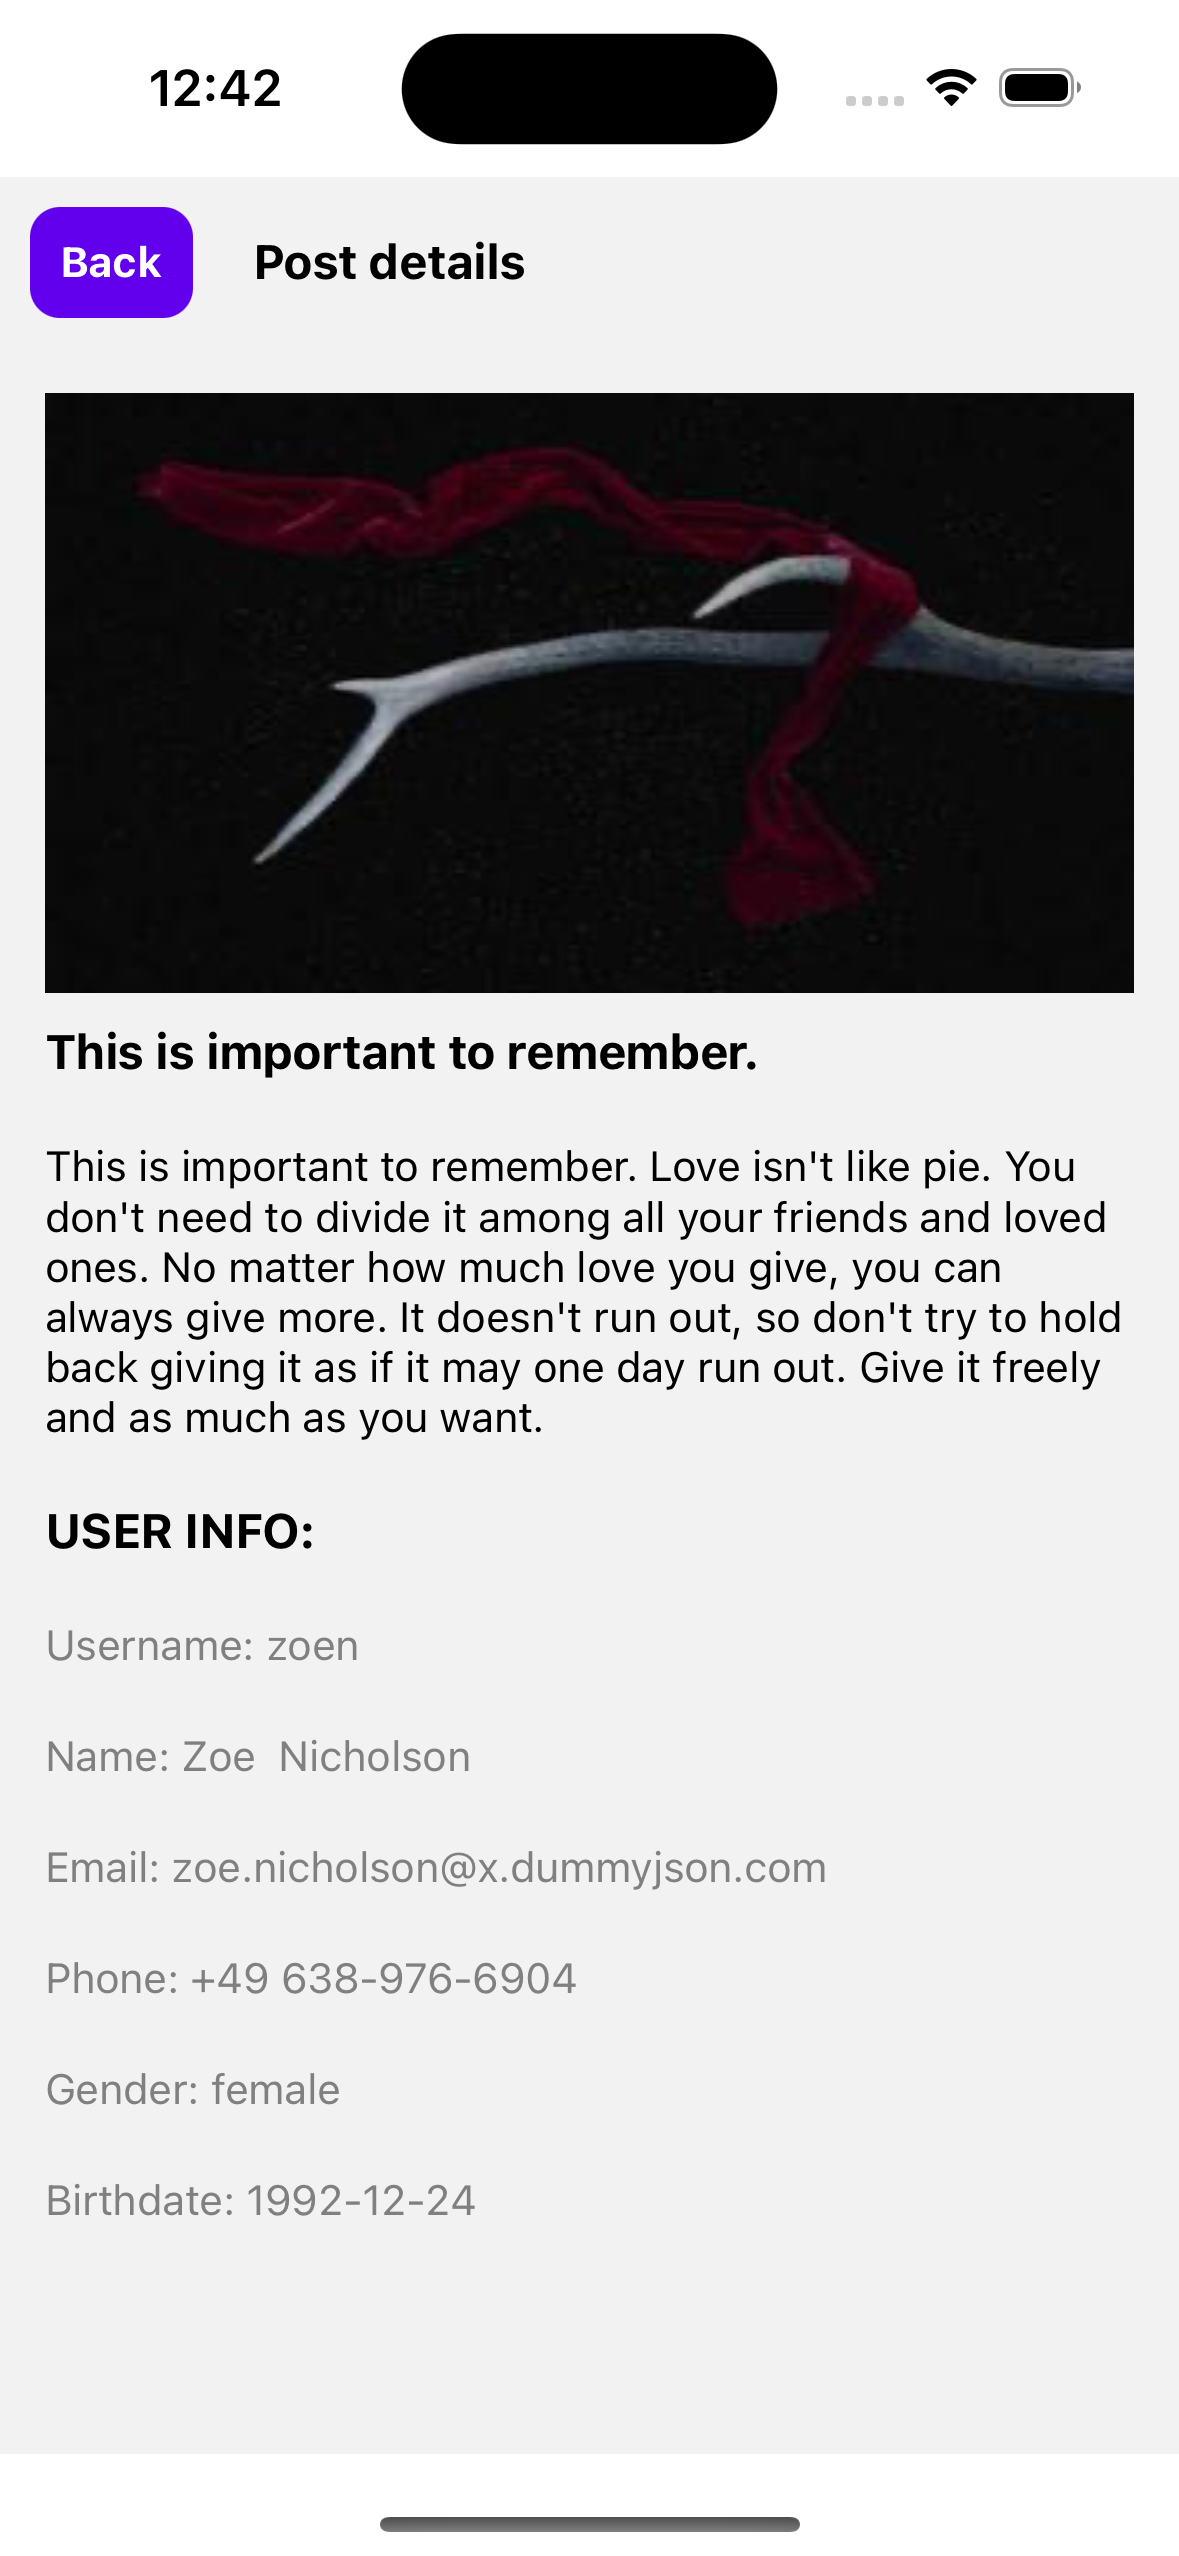 12:42
Back
Post details
This is important to remember.
This is important to remember. Love isn't like pie. You
don't need to divide it among all your friends and loved
ones. No matter how much love you give, you can
always give more. It doesn't run out, so don't try to hold
back giving it as if it may one day run out. Give it freely
and as much as you want.
USER INFO:
Username: zoen
Name: Zoe  Nicholson
Email: zoe.nicholson@x.dummyjson.com
Phone: +49 638-976-6904
Gender: female
Birthdate: 1992-12-24